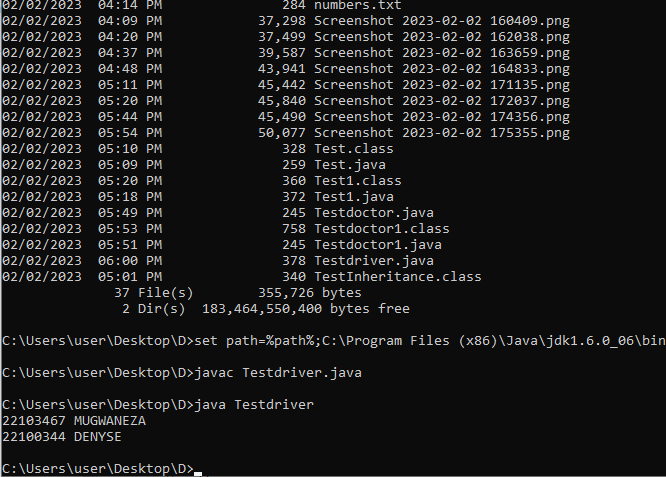 02/02/2023  04:14 PM               284 numbers.txt
02/02/2023  04:09 PM            37,298 Screenshot 2023-02-02 160409.png
02/02/2023  04:20 PM            37,499 Screenshot 2023-02-02 162038.png
02/02/2023  04:37 PM            39,587 Screenshot 2023-02-02 163659.png
02/02/2023  04:48 PM            43,941 Screenshot 2023-02-02 164833.png
02/02/2023  05:11 PM            45,442 Screenshot 2023-02-02 171135.png
02/02/2023  05:20 PM            45,840 Screenshot 2023-02-02 172037.png
02/02/2023  05:44 PM            45,490 Screenshot 2023-02-02 174356.png
02/02/2023  05:54 PM            50,077 Screenshot 2023-02-02 175355.png
02/02/2023  05:10 PM               328 Test.class
02/02/2023  05:09 PM               259 Test.java
02/02/2023  05:20 PM               360 Test1.class
02/02/2023  05:18 PM               372 Test1.java
02/02/2023  05:49 PM               245 Testdoctor.java
02/02/2023  05:53 PM               758 Testdoctor1.class
02/02/2023  05:51 PM               245 Testdoctor1.java
02/02/2023  06:00 PM               378 Testdriver.java
02/02/2023  05:01 PM               340 TestInheritance.class
37 File(s)        355,726 bytes
2 Dir(s)  183,464,550,400 bytes free
C:\Users\user\Desktop\D>set path=%path%;C:\Program Files (x86)\Java\jdk1.6.0_06\bin
C:\Users\user\Desktop\D>javac Testdriver.java
C:\Users\user\Desktop\D>java Testdriver
22103467 MUGWANEZA
22100344 DENYSE
C:\Users\user\Desktop\D>